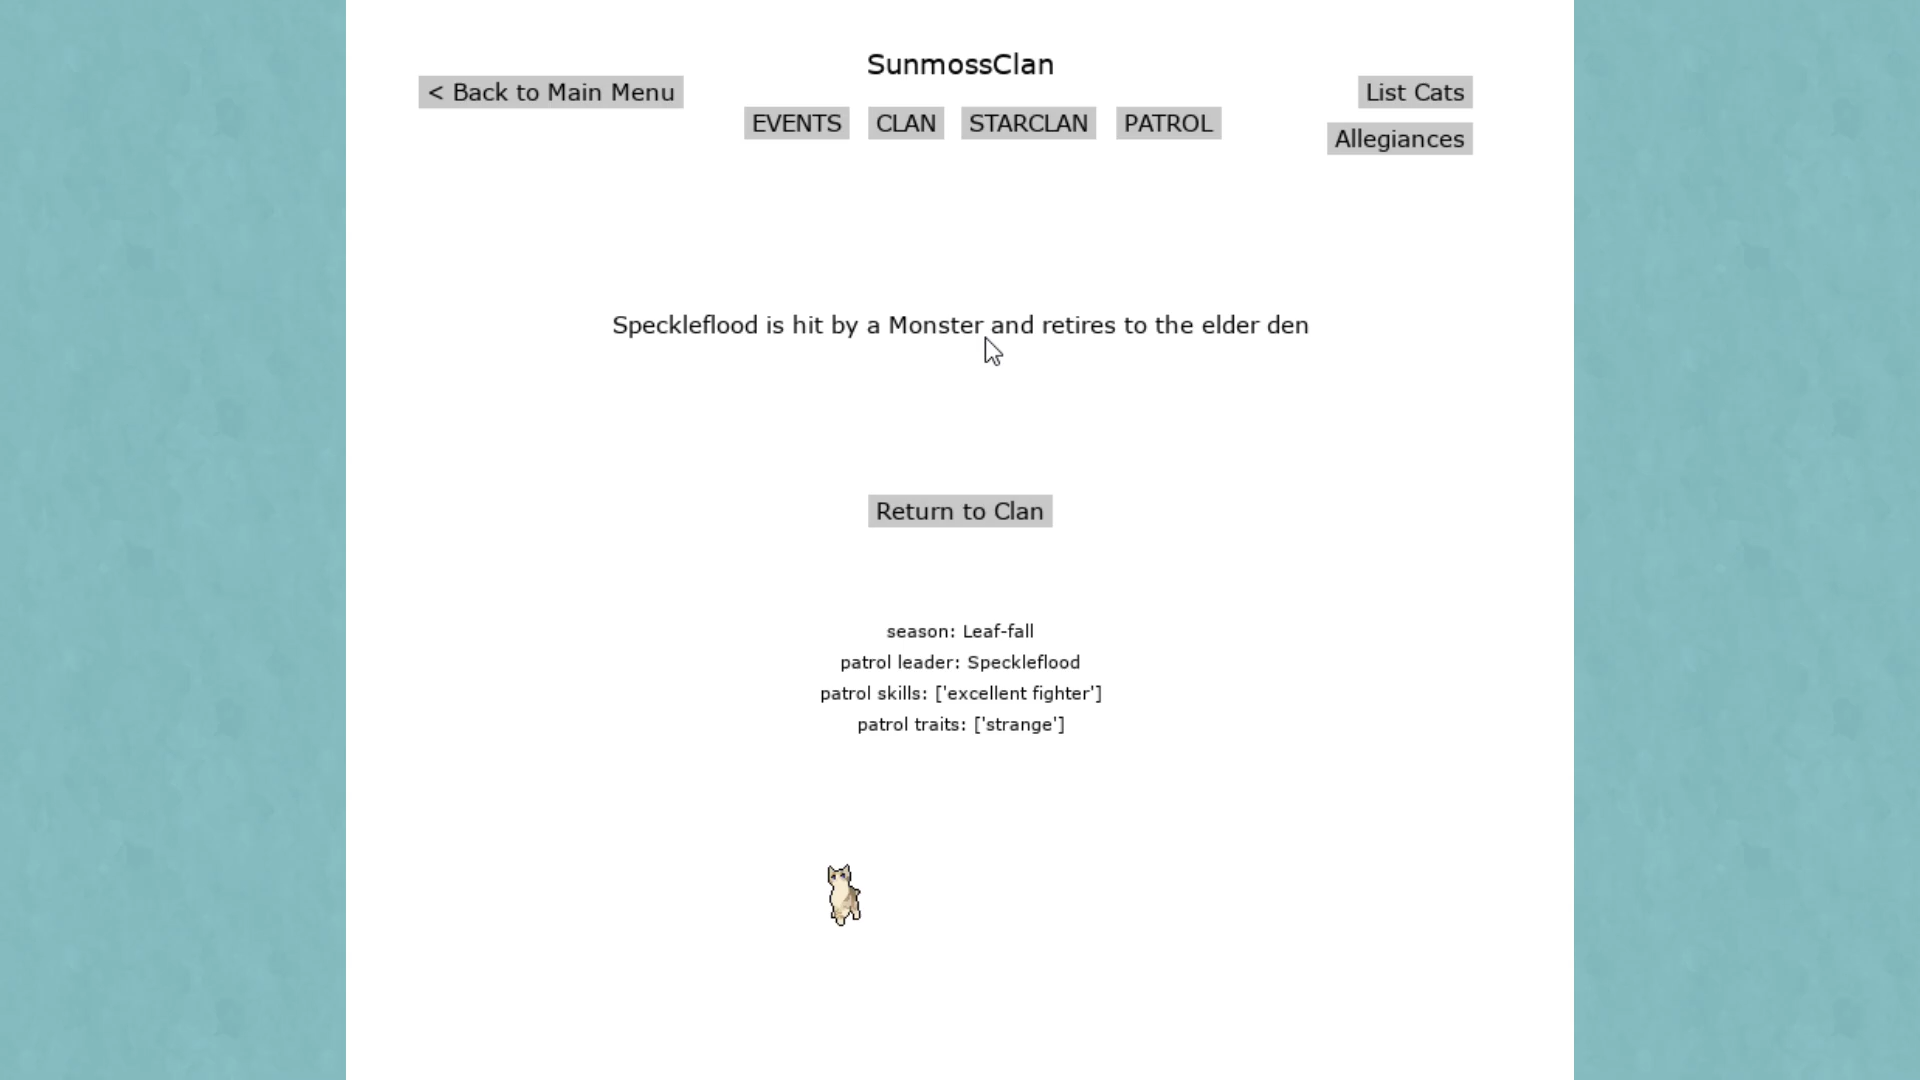 SunmossClan
< Back to Main Menu
List Cats
EVENTS CLAN STARCLAN PATROL
Allegiances
Speckleflood is hit by a Monster and retires to the elder den
Return to Clan
season: Leaf-fall
patrol leader: Speckleflood
patrol skills: ['excellent fighter']
patrol traits: ['strange']